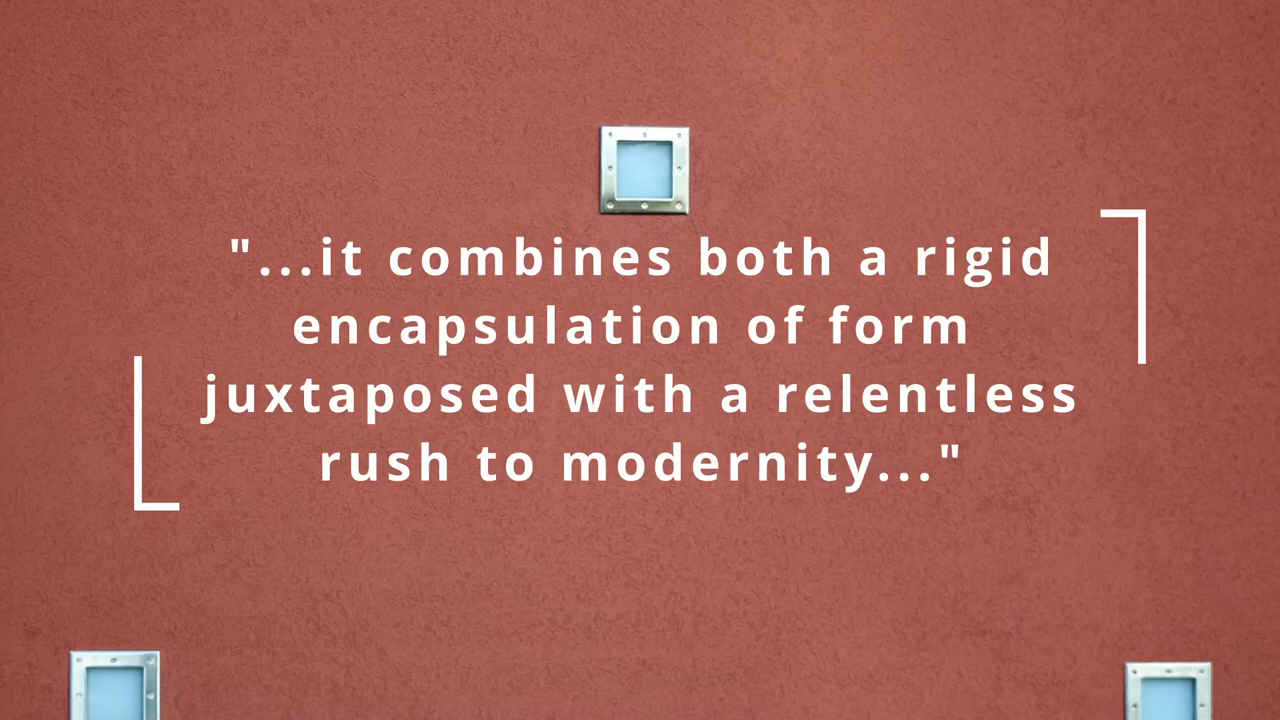 "...it combines both a rigid
encapsulation of form
juxtaposed with a relentless
rush to modernity..."